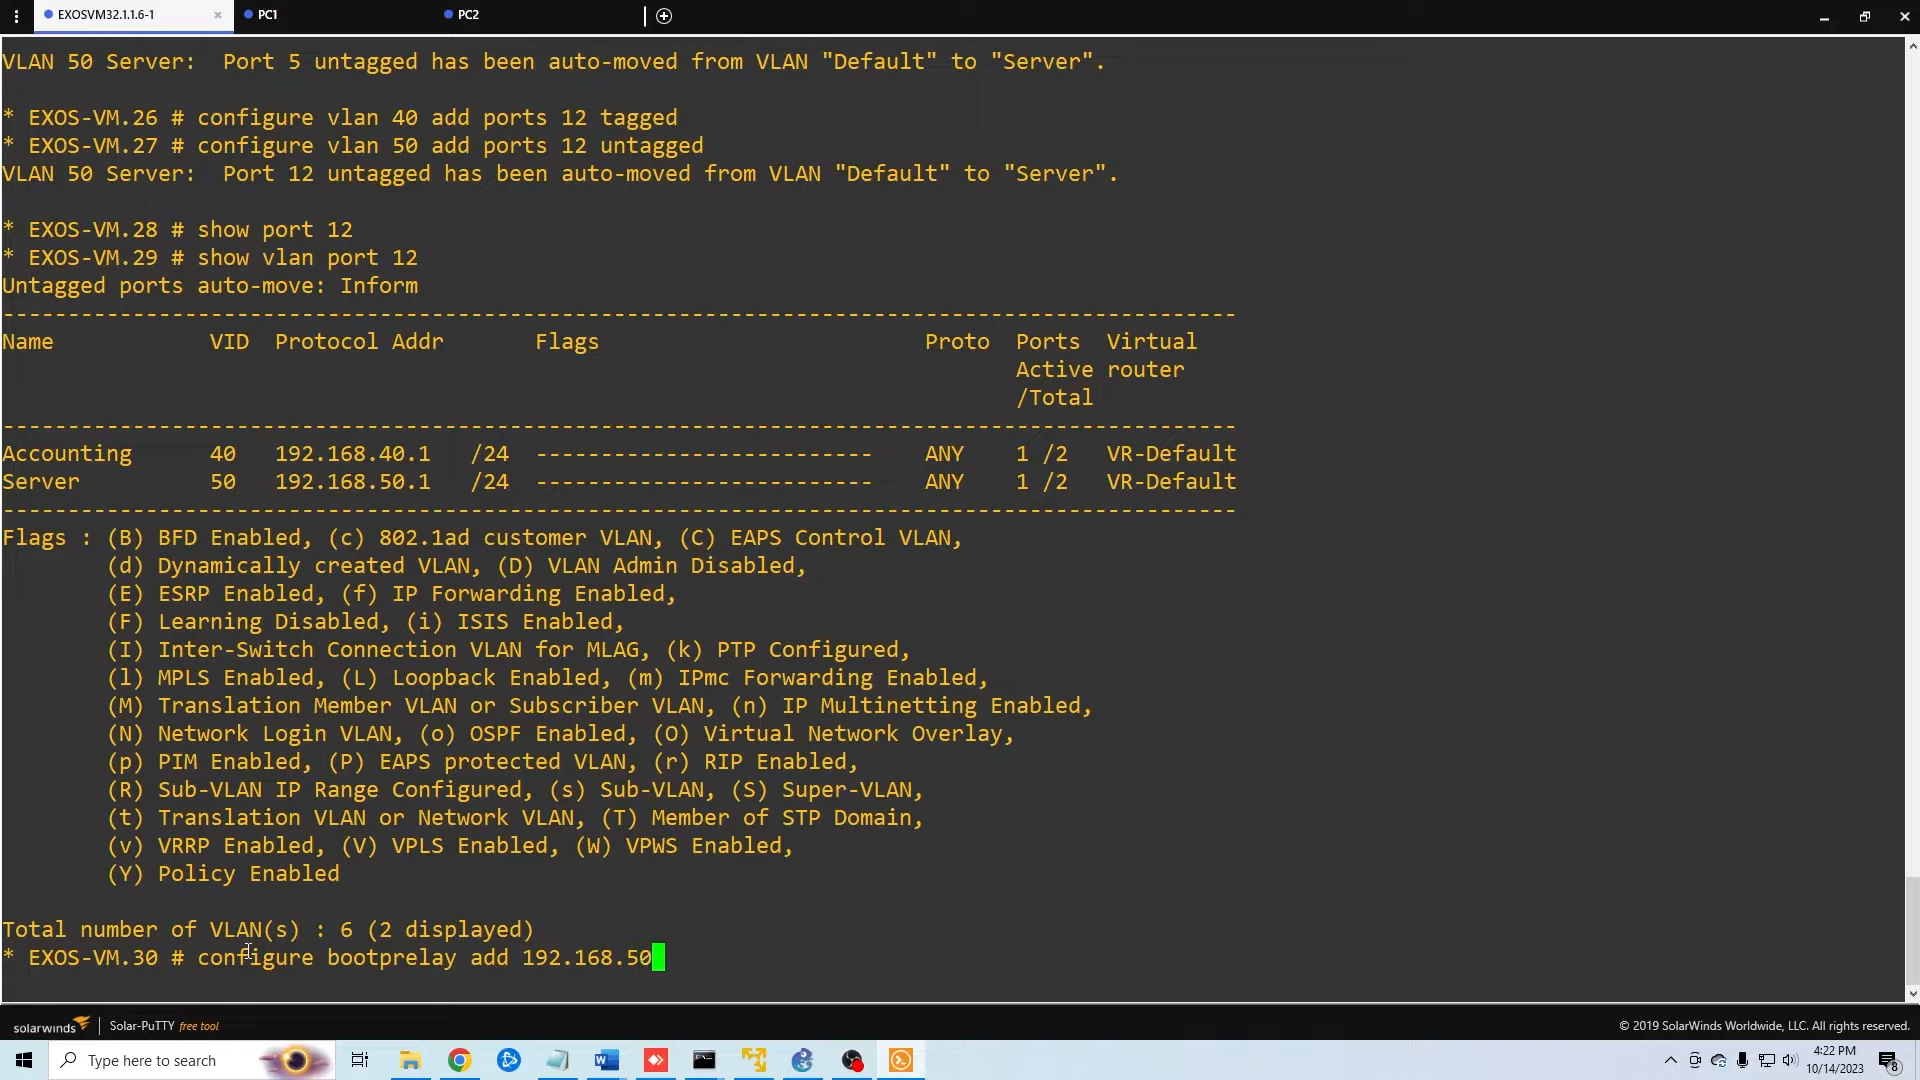 EXOSVM32.1.1.6-1 × PC1 PC2
VLAN 50 Server:  Port 5 untagged has been auto-moved from VLAN "Default" to "Server".
* EXOS-VM.26 # configure vlan 40 add ports 12 tagged
* EXOS-VM.27 # configure vlan 50 add ports 12 untagged
VLAN 50 Server:  Port 12 untagged has been auto-moved from VLAN "Default" to "Server".
* EXOS-VM.28 # show port 12
* EXOS-VM.29 # show vlan port 12
Untagged ports auto-move: Inform
-----------------------------------------------------------------------------------------------
Name            VID  Protocol Addr       Flags                         Proto  Ports  Virtual
Active router
/Total
-----------------------------------------------------------------------------------------------
Accounting      40   192.168.40.1   /24  --------------------------    ANY    1 /2   VR-Default
Server          50   192.168.50.1   /24  --------------------------    ANY    1 /2   VR-Default
-----------------------------------------------------------------------------------------------
Flags : (B) BFD Enabled, (c) 802.1ad customer VLAN, (C) EAPS Control VLAN,
(d) Dynamically created VLAN, (D) VLAN Admin Disabled,
(E) ESRP Enabled, (f) IP Forwarding Enabled,
(F) Learning Disabled, (i) ISIS Enabled,
(I) Inter-Switch Connection VLAN for MLAG, (k) PTP Configured,
(l) MPLS Enabled, (L) Loopback Enabled, (m) IPmc Forwarding Enabled,
(M) Translation Member VLAN or Subscriber VLAN, (n) IP Multinetting Enabled,
(N) Network Login VLAN, (o) OSPF Enabled, (O) Virtual Network Overlay,
(p) PIM Enabled, (P) EAPS protected VLAN, (r) RIP Enabled,
(R) Sub-VLAN IP Range Configured, (s) Sub-VLAN, (S) Super-VLAN,
(t) Translation VLAN or Network VLAN, (T) Member of STP Domain,
(v) VRRP Enabled, (V) VPLS Enabled, (W) VPWS Enabled,
(Y) Policy Enabled
Total number of VLAN(s) : 6 (2 displayed)
* EXOS-VM.30 # configure bootprelay add 192.168.50
solarwinds | Solar-PuTTY free tool © 2019 SolarWinds Worldwide, LLC. All rights reserved.
Type here to search
4:22 PM
10/14/2023
8